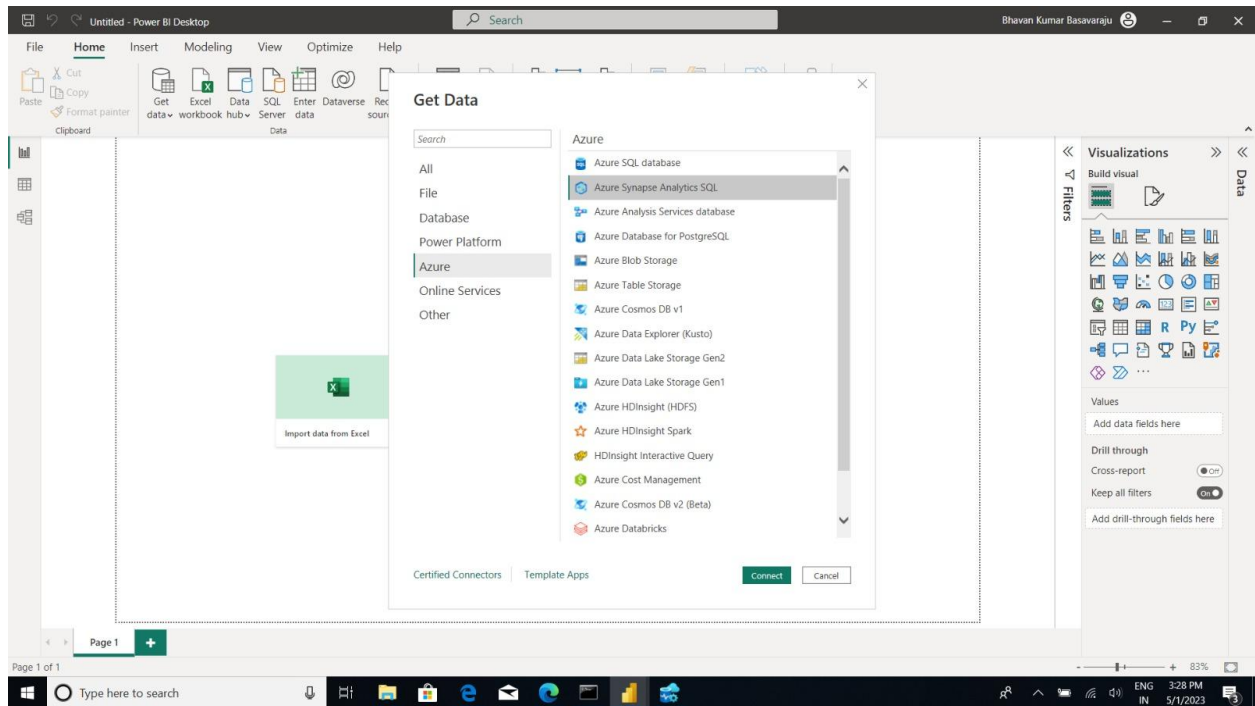 Untitled - Power BI Desktop
Search
Bhavan Kumar Basavaraju
File Home Insert Modeling View Optimize Help
Paste
Cut
Copy
Format painter
Clipboard
Get data
Excel workbook
Data hub
SQL Server
Enter data
Dataverse
Data
Get Data
Search
All
File
Database
Power Platform
Azure
Online Services
Other
Azure
Azure SQL database
Azure Synapse Analytics SQL
Azure Analysis Services database
Azure Database for PostgreSQL
Azure Blob Storage
Azure Table Storage
Azure Cosmos DB v1
Azure Data Explorer (Kusto)
Azure Data Lake Storage Gen2
Azure Data Lake Storage Gen1
Azure HDInsight (HDFS)
Azure HDInsight Spark
HDInsight Interactive Query
Azure Cost Management
Azure Cosmos DB v2 (Beta)
Azure Databricks
Certified Connectors
Template Apps
Connect
Cancel
Import data from Excel
Filters
Visualizations
Build visual
R Py
Values
Add data fields here
Drill through
Cross-report
Off
Keep all filters
On
Add drill-through fields here
Data
Page 1
Page 1 of 1
83%
Type here to search
ENG
IN
3:28 PM
5/1/2023
3